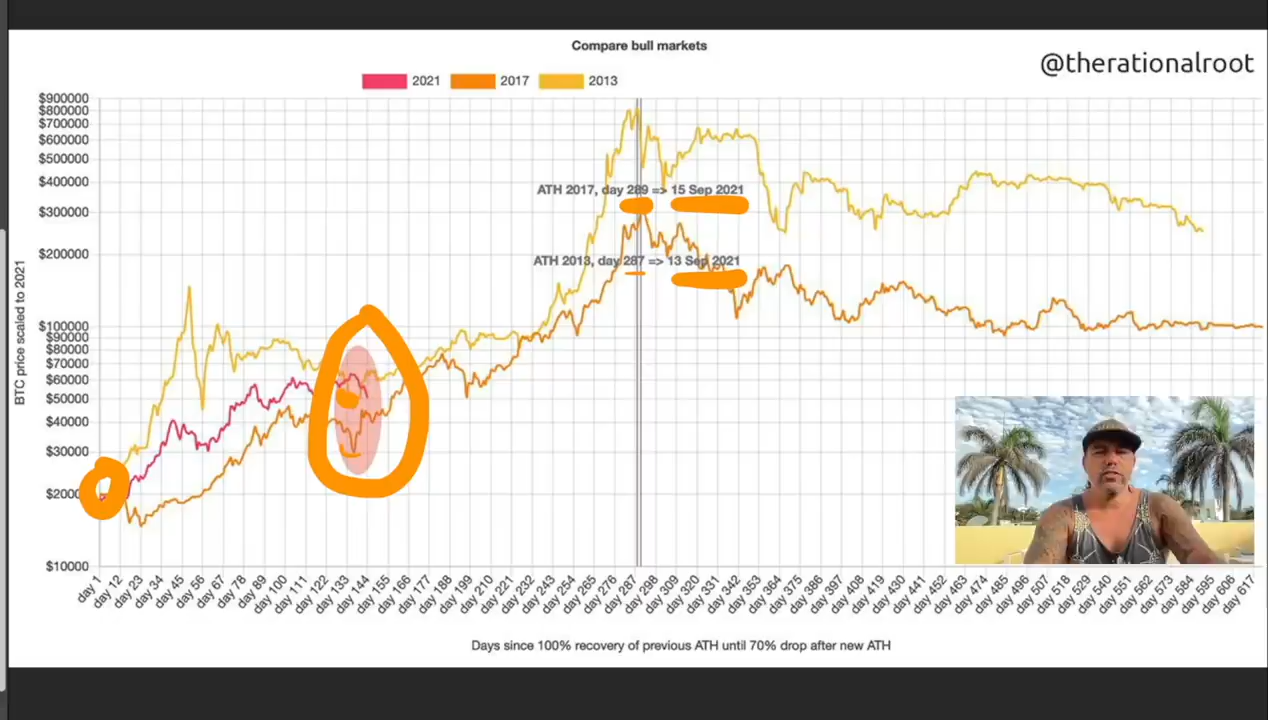 Compare bull markets
@therationalroot
2021 2017 2013
$900000
$800000
$700000
$600000
$500000
$400000
$300000
$200000
$100000
$90000
$80000
$70000
$60000
$50000
$40000
$30000
$2000
$10000
BTC price scaled to 2021
ATH 2017, day 289 => 15 Sep 2021
ATH 2013, day 287 => 13 Sep 2021
day 1 day 12 day 23 day 34 day 45 day 56 day 67 day 78 day 89 day 100 day 111 day 122 day 133 day 144 day 155 day 166 day 177 day 188 day 199 day 210 day 221 day 232 day 243 day 254 day 265 day 276 day 287 day 298 day 309 day 320 day 331 day 342 day 353 day 364 day 375 day 386 day 397 day 408 day 419 day 430 day 441 day 452 day 463 day 474 day 485 day 496 day 507 day 518 day 529 day 540 day 551 day 562 day 573 day 584 day 595 day 606 day 617
Days since 100% recovery of previous ATH until 70% drop after new ATH